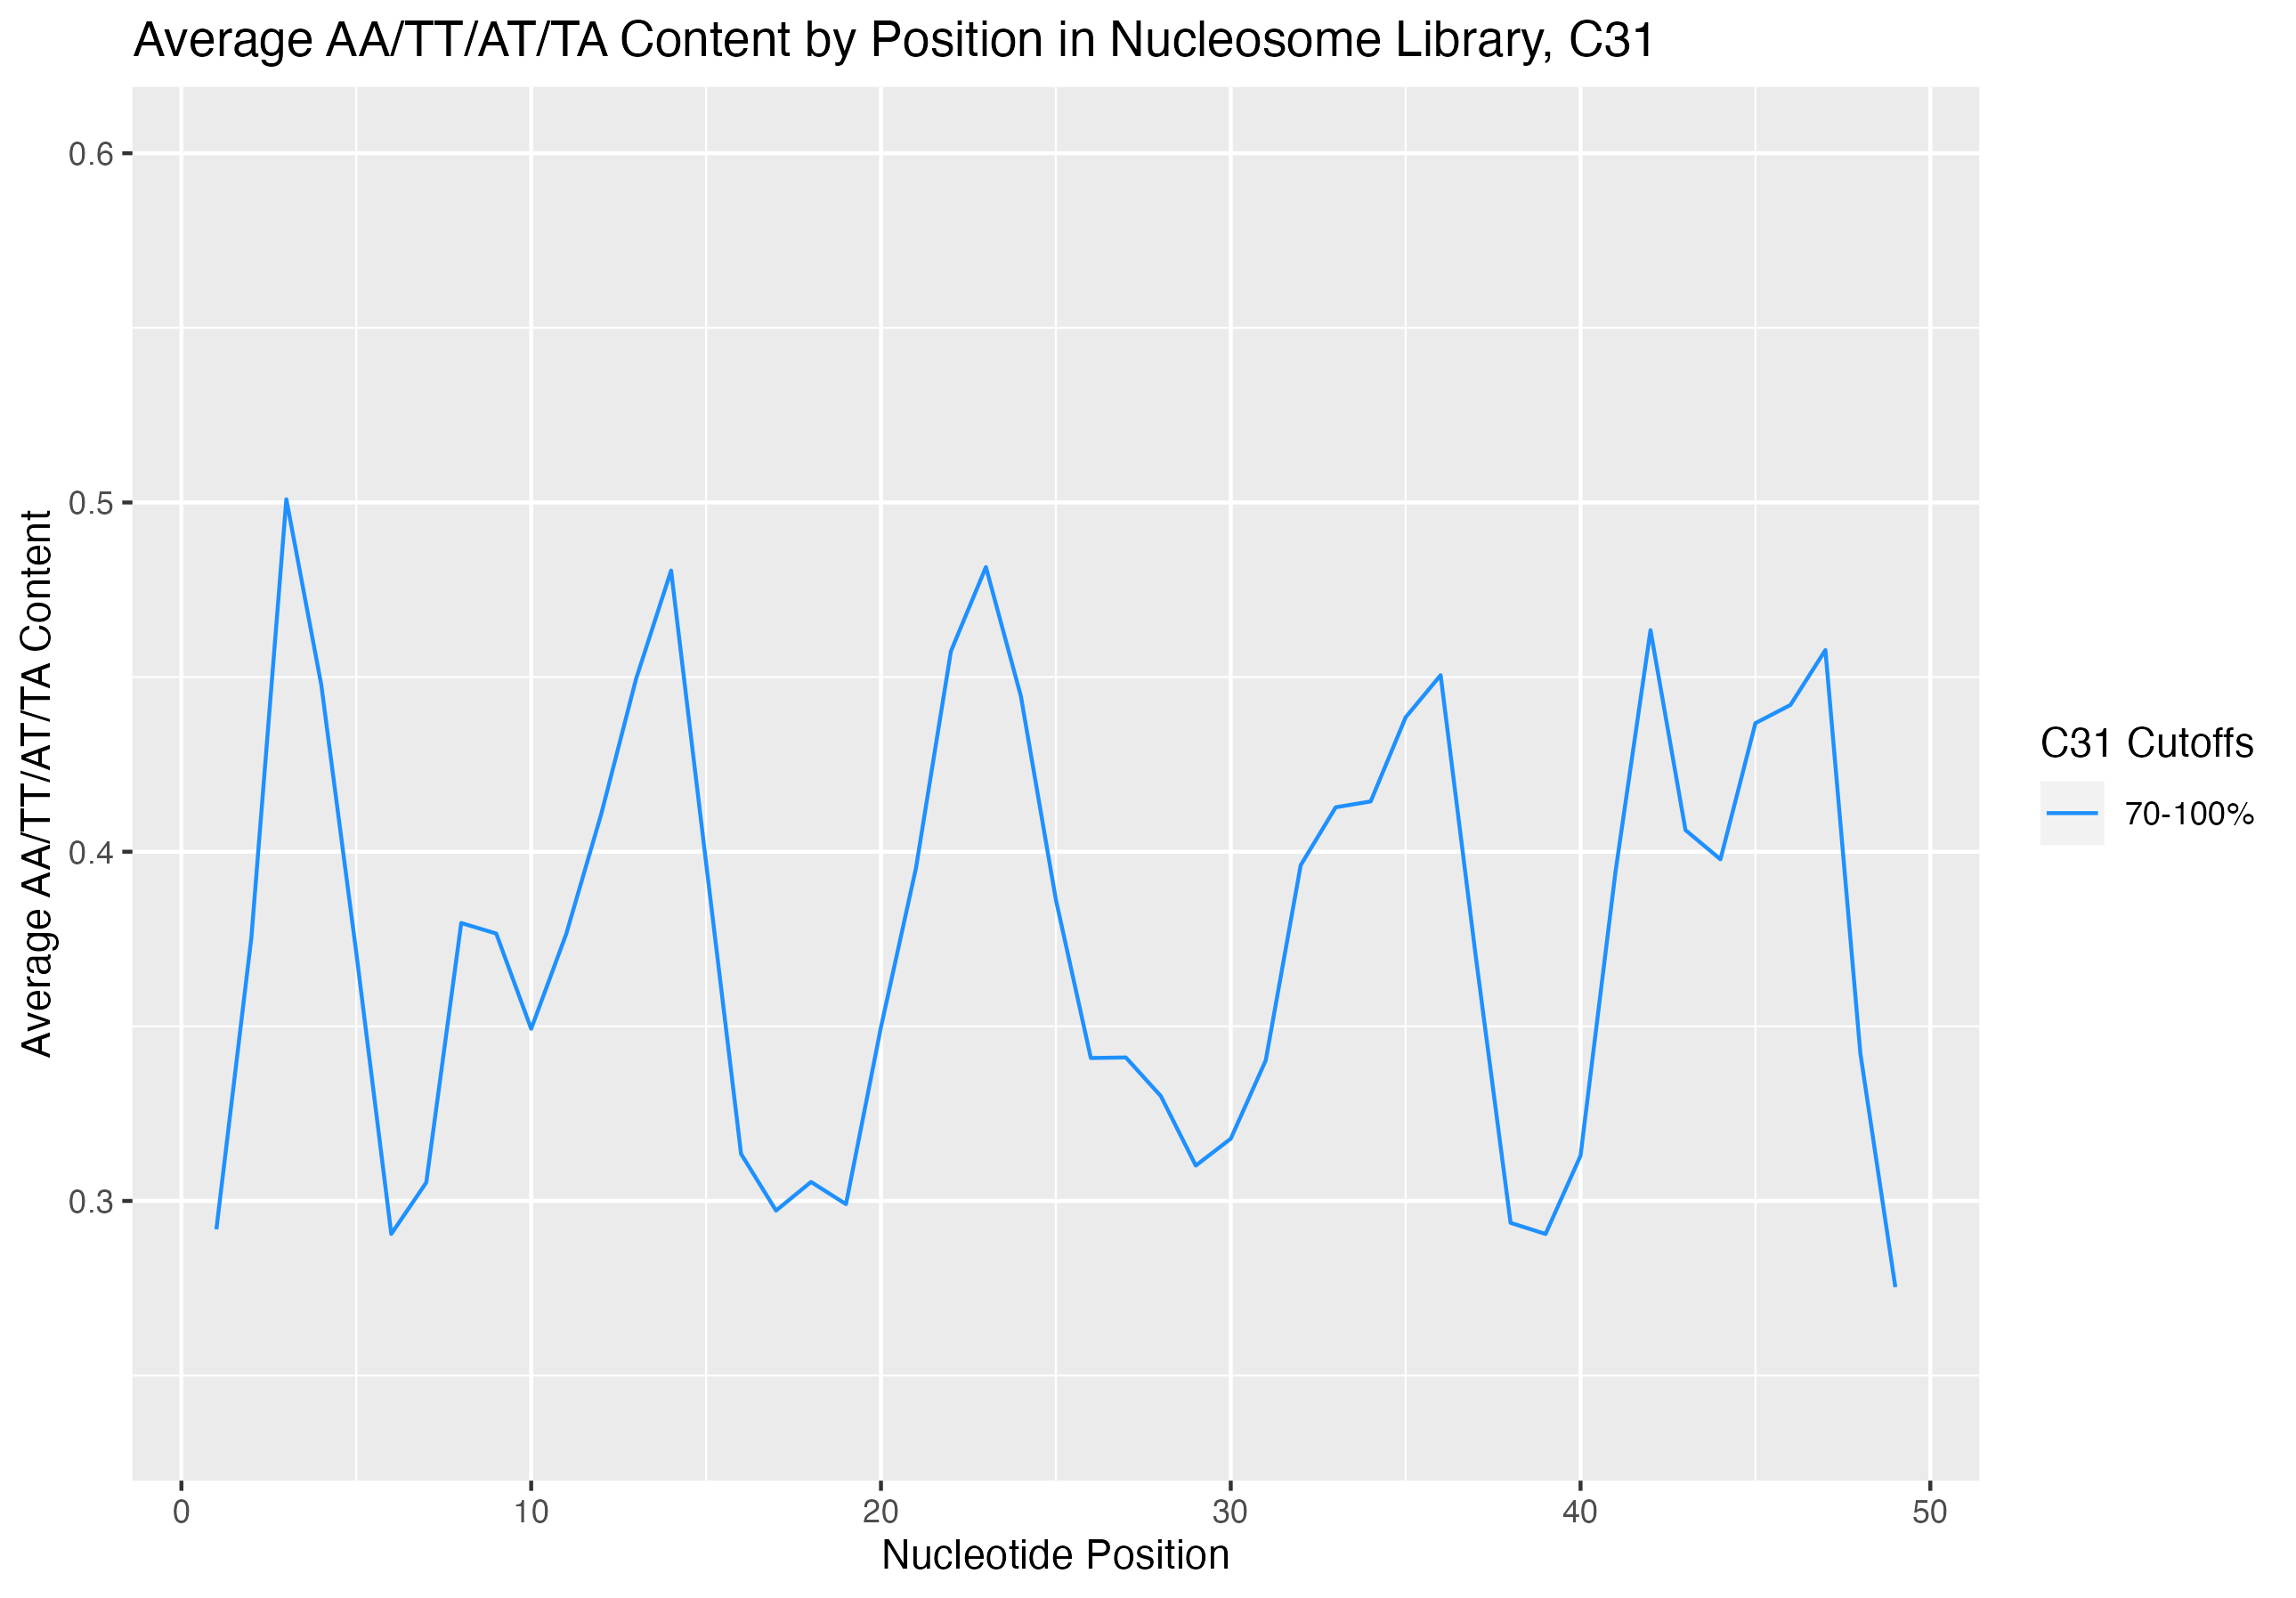 Average AA/TT/AT/TA Content by Position in Nucleosome Library, C31
Average AA/TT/AT/TA Content
0.6
0.5
0.4
0.3
0
10
20
30
40
50
Nucleotide Position
C31 Cutoffs
70-100%